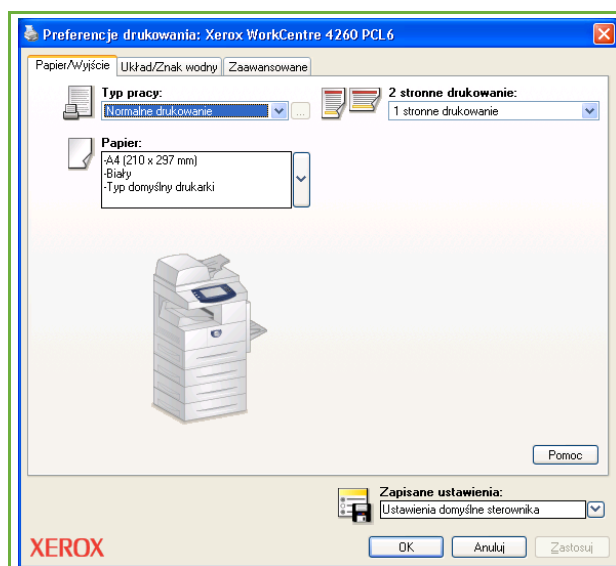 Preferencje drukowania: Xerox WorkCentre 4260 PCL6
Papier/Wyjście Układ/Znak wodny Zaawansowane
Typ pracy:
Normalne drukowanie
...
2 stronne drukowanie:
1 stronne drukowanie
Papier:
-A4 (210 x 297 mm)
-Biały
-Typ domyślny drukarki
Pomoc
Zapisane ustawienia:
Ustawienia domyślne sterownika
XEROX
OK Anuluj Zastosuj